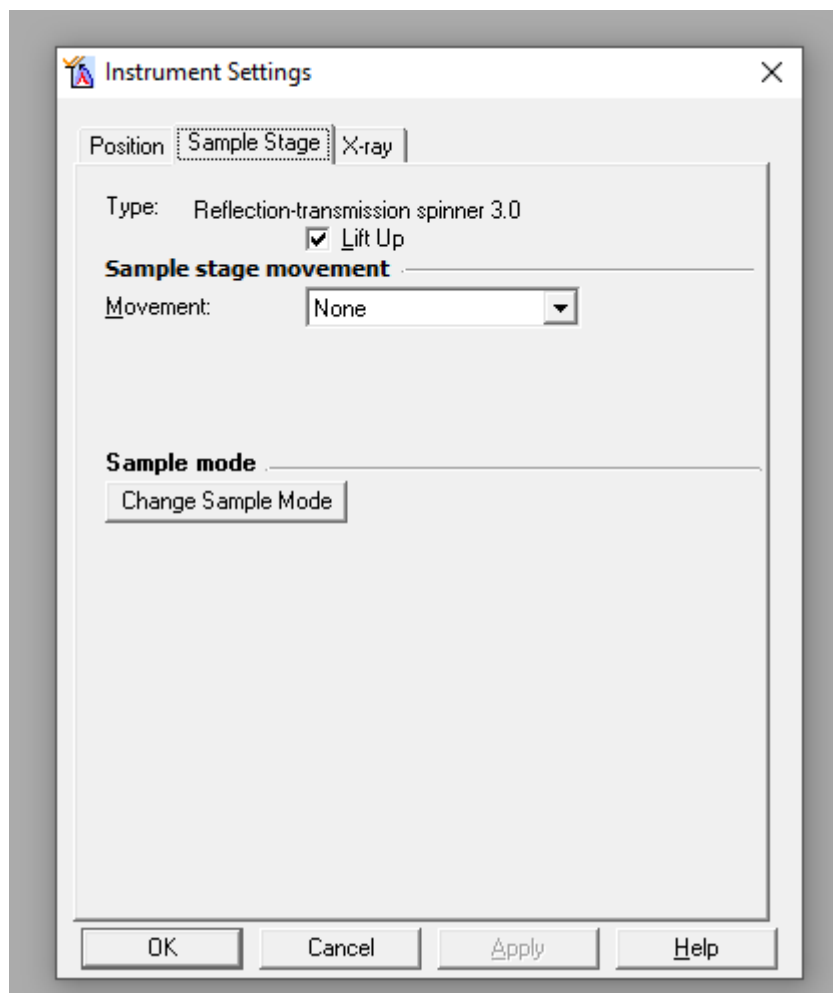 Instrument Settings
Position Sample Stage X-ray
Type: Reflection-transmission spinner 3.0
Lift Up
Sample stage movement
Movement: None
Sample mode
Change Sample Mode
OK Cancel Apply Help